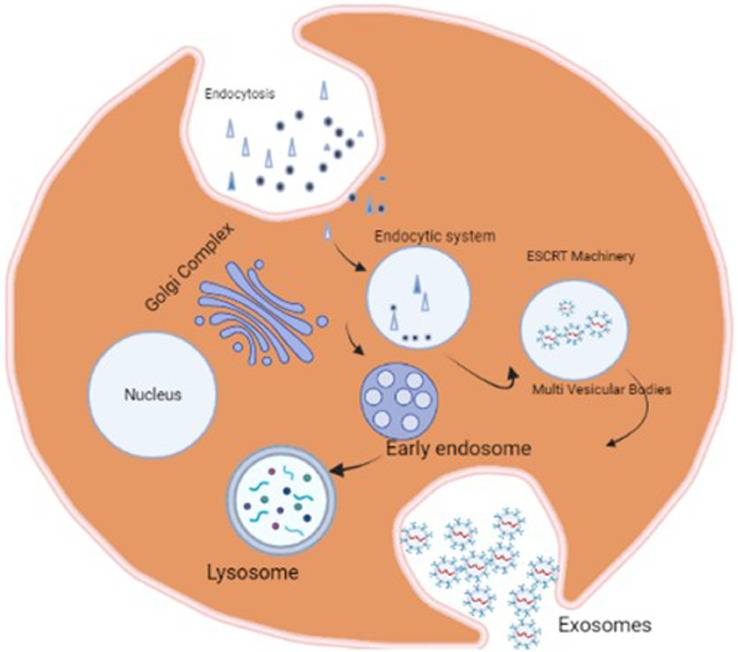 Endocytosis
Golgi Complex
Endocytic system
ESCRT Machinery
Nucleus
Multi Vesicular Bodies
Early endosome
Lysosome
Exosomes